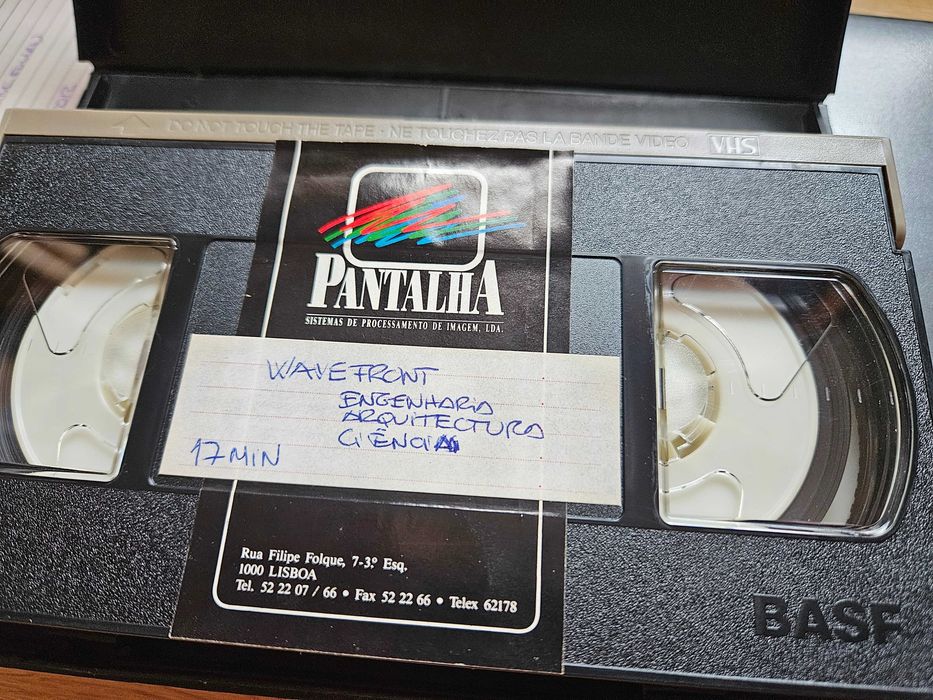 DO NOT TOUCH THE TAPE • NE TOUCHEZ PAS LA BANDE VIDEO VHS
PANTALHA
SISTEMAS DE PROCESSAMENTO DE IMAGEM, LDA.
WAVEFRONT
ENGENHARIA
ARQUITECTURA
CIÊNCIA
17 MIN
Rua Filipe Folque, 7-3.º Esq.
1000 LISBOA
Tel. 52 22 07 / 66 • Fax 52 22 66 • Telex 62178
BASF